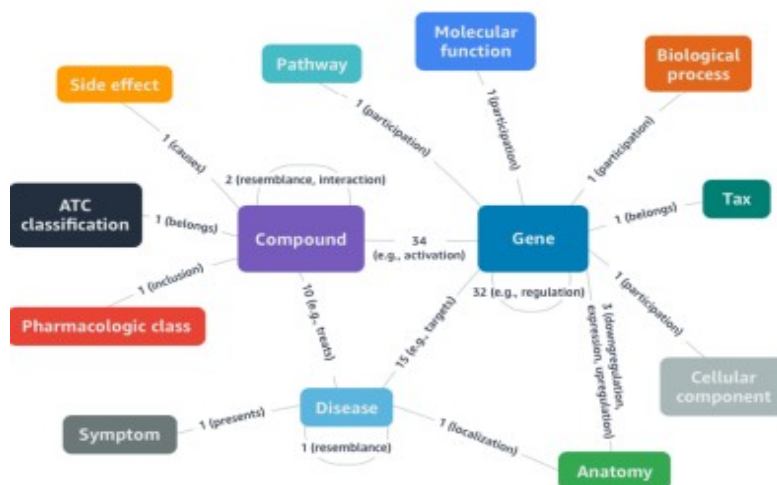 Molecular
function
Pathway
Biological
process
Side effect
1 (causes)
1 (participation)
1(participation)
1 (participation)
ATC
classification
2 (resemblance, interaction)
Tax
1 (belongs)
1 (belongs)
Compound
34
(e.g., activation)
Gene
1 (inclusion)
32 (e.g., regulation)
1 (participation)
Pharmacologic class
10 (e.g., treats)
15 (e.g., targets)
3 (downgregulation,
expression, upregulation)
Cellular
component
Disease
Symptom
1 (presents)
1 (resemblance)
1 (localization)
Anatomy